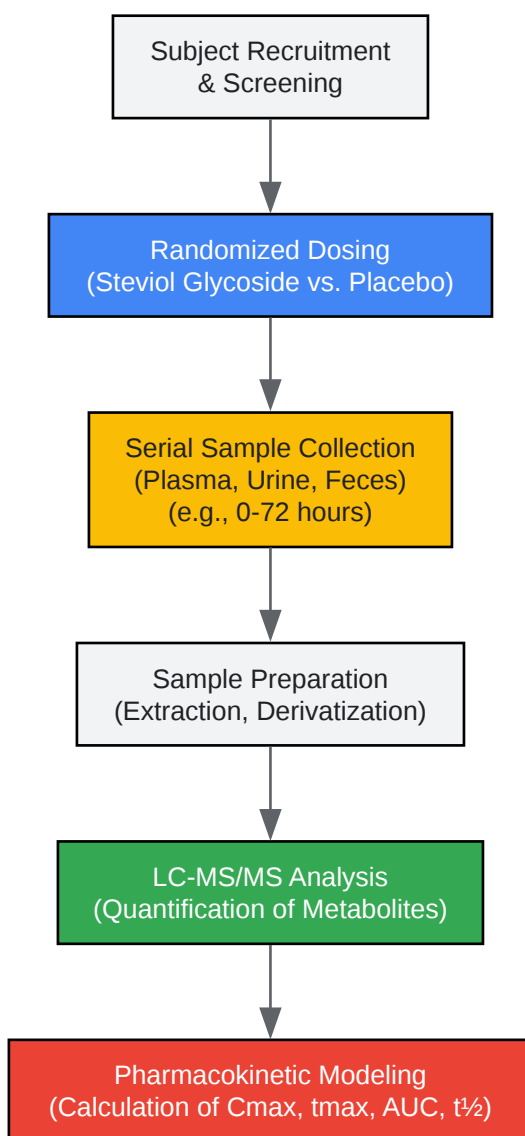 Subject Recruitment
& Screening
Randomized Dosing
(Steviol Glycoside vs. Placebo)
Serial Sample Collection
(Plasma, Urine, Feces)
(e.g., 0-72 hours)
Sample Preparation
(Extraction, Derivatization)
LC-MS/MS Analysis
(Quantification of Metabolites)
Pharmacokinetic Modeling
(Calculation of Cmax, tmax, AUC, t½)